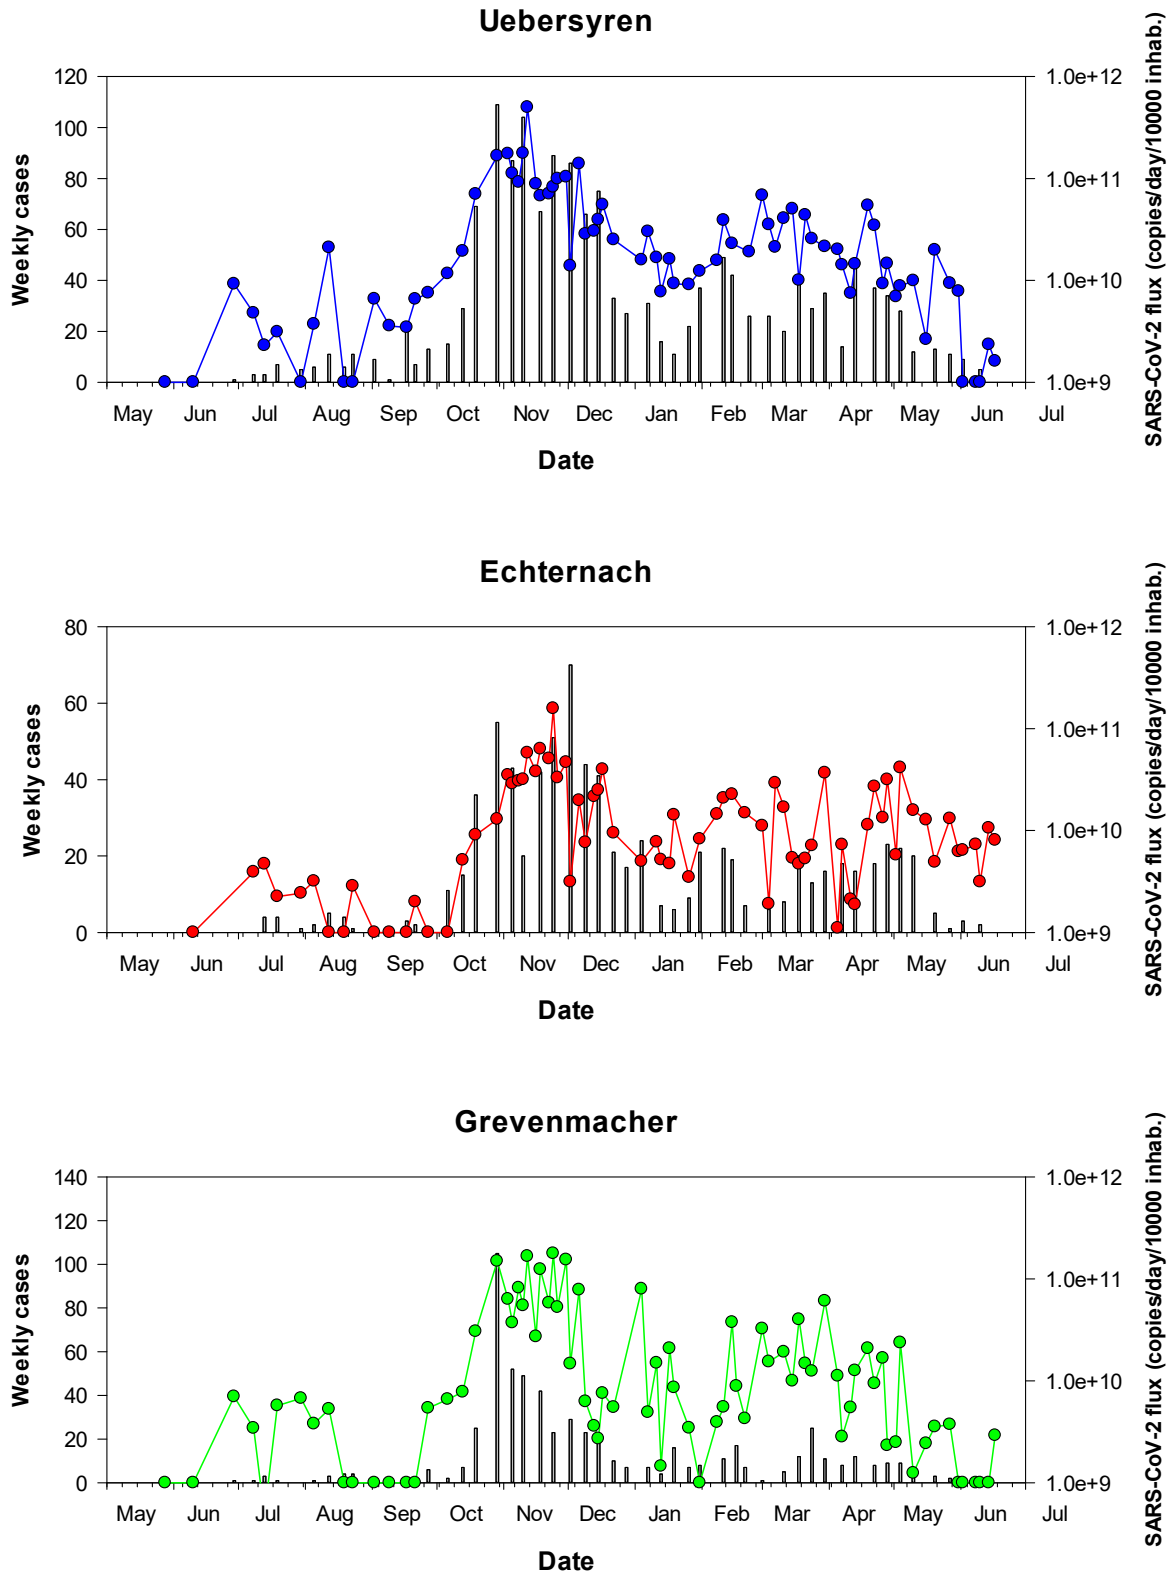 Uebersyren
120
100
80
60
40
20
0
Weekly cases
1.0e+12
1.0e+11
1.0e+10
1.0e+9
SARS-CoV-2 flux (copies/day/10000 inhab.)
May Jun Jul Aug Sep Oct Nov Dec Jan Feb Mar Apr May Jun Jul
Date
Echternach
80
60
40
20
0
Weekly cases
1.0e+12
1.0e+11
1.0e+10
1.0e+9
SARS-CoV-2 flux (copies/day/10000 inhab.)
May Jun Jul Aug Sep Oct Nov Dec Jan Feb Mar Apr May Jun Jul
Date
Grevenmacher
140
120
100
80
60
40
20
0
Weekly cases
1.0e+12
1.0e+11
1.0e+10
1.0e+9
SARS-CoV-2 flux (copies/day/10000 inhab.)
May Jun Jul Aug Sep Oct Nov Dec Jan Feb Mar Apr May Jun Jul
Date